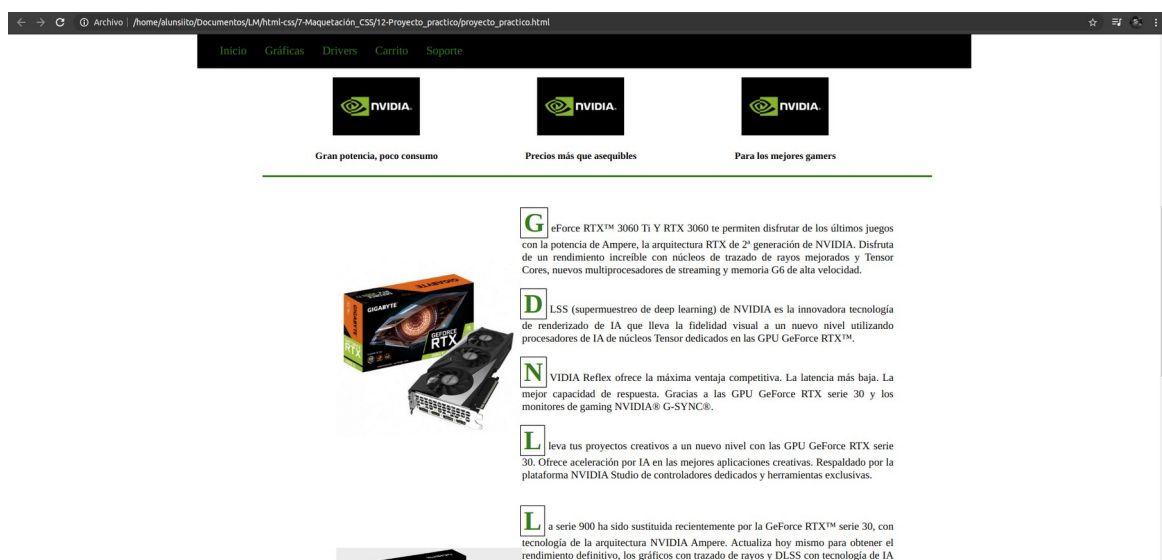 Archivo | /home/alunsiito/Documentos/LM/html-css/7-Maquetación_CSS/12-Proyecto_practico/proyecto_practico.html
Inicio Gráficas Drivers Carrito Soporte
NVIDIA. NVIDIA. NVIDIA.
Gran potencia, poco consumo Precios más que asequibles Para los mejores gamers
GeForce RTX™ 3060 Ti Y RTX 3060 te permiten disfrutar de los últimos juegos
con la potencia de Ampere, la arquitectura RTX de 2ª generación de NVIDIA. Disfruta
de un rendimiento increíble con núcleos de trazado de rayos mejorados y Tensor
Cores, nuevos multiprocesadores de streaming y memoria G6 de alta velocidad.
GIGABYTE
GEFORCE
RTX
DLSS (supermuestreo de deep learning) de NVIDIA es la innovadora tecnología
de renderizado de IA que lleva la fidelidad visual a un nuevo nivel utilizando
procesadores de IA de núcleos Tensor dedicados en las GPU GeForce RTX™.
NVIDIA Reflex ofrece la máxima ventaja competitiva. La latencia más baja. La
mejor capacidad de respuesta. Gracias a las GPU GeForce RTX serie 30 y los
monitores de gaming NVIDIA® G-SYNC®.
Lleva tus proyectos creativos a un nuevo nivel con las GPU GeForce RTX serie
30. Ofrece aceleración por IA en las mejores aplicaciones creativas. Respaldado por la
plataforma NVIDIA Studio de controladores dedicados y herramientas exclusivas.
La serie 900 ha sido sustituida recientemente por la GeForce RTX™ serie 30, con
tecnología de la arquitectura NVIDIA Ampere. Actualiza hoy mismo para obtener el
rendimiento definitivo, los gráficos con trazado de rayos y DLSS con tecnología de IA